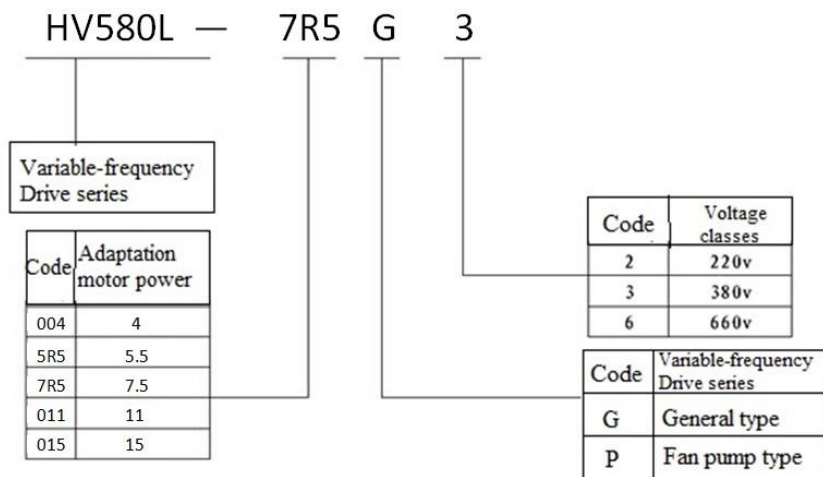 HV580L — 7R5 G 3
Variable-frequency
Drive series
Code Adaptation
motor power
004 4
5R5 5.5
7R5 7.5
011 11
015 15
Code Voltage
classes
2 220v
3 380v
6 660v
Code Variable-frequency
Drive series
G General type
P Fan pump type